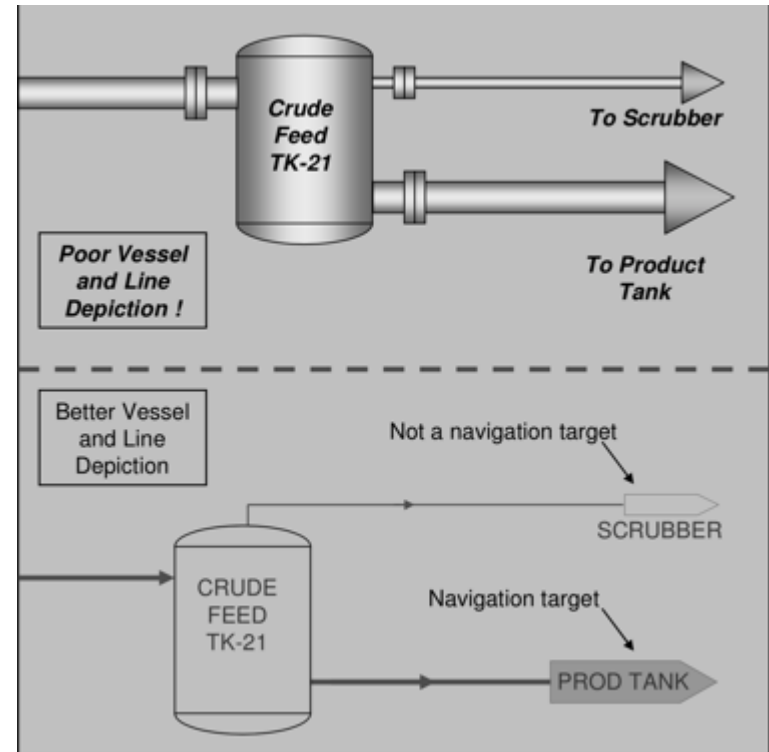 Crude
Feed
TK-21
To Scrubber
To Product
Tank
Poor Vessel
and Line
Depiction !
Better Vessel
and Line
Depiction
Not a navigation target
SCRUBBER
CRUDE
FEED
TK-21
Navigation target
PROD TANK